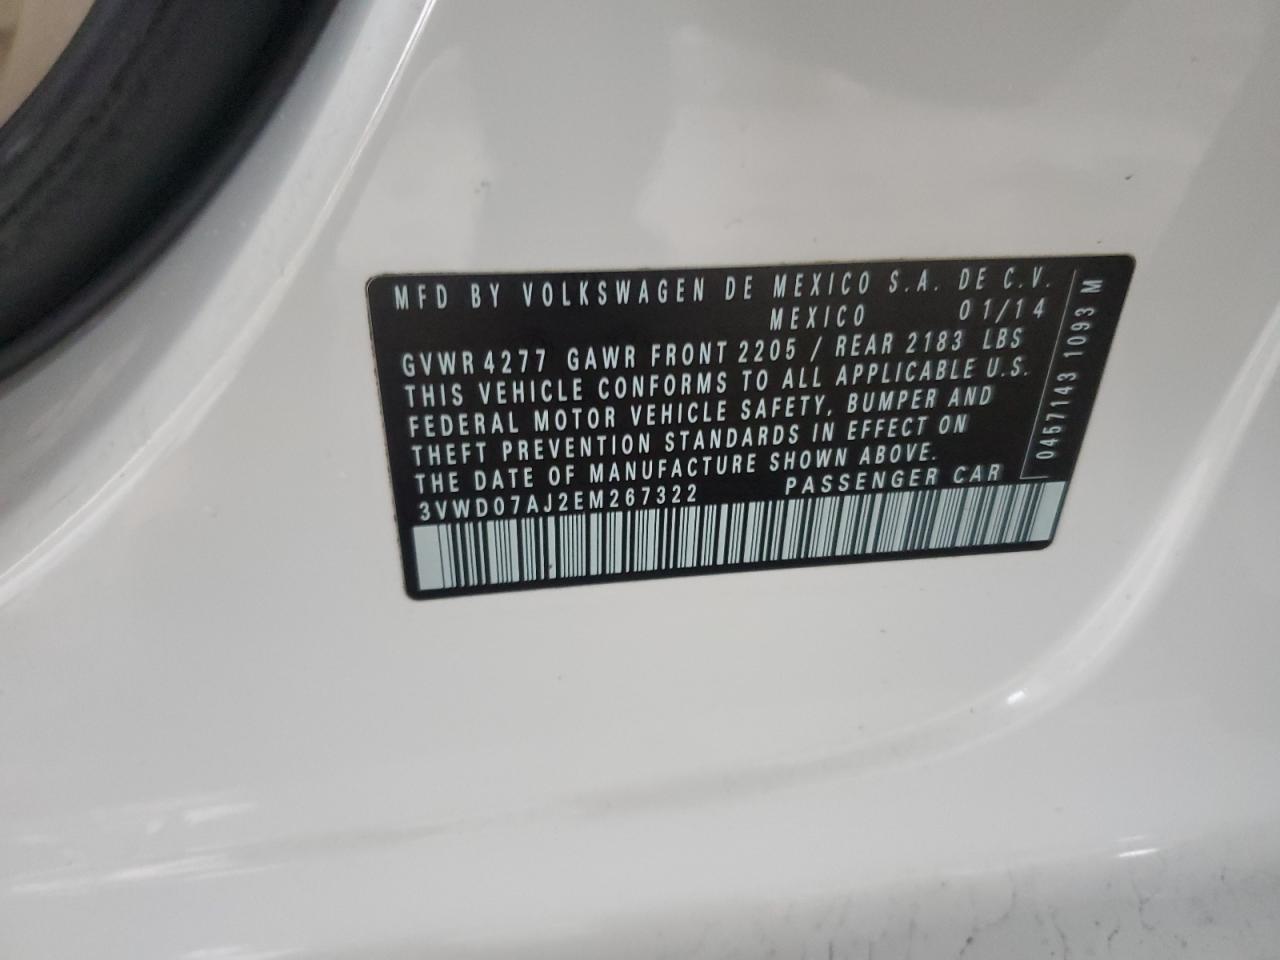 MFD BY VOLKSWAGEN DE MEXICO S.A. DE C.V.
MEXICO 01/14
GVWR 4277 GAWR FRONT 2205 / REAR 2183 LBS
THIS VEHICLE CONFORMS TO ALL APPLICABLE U.S.
FEDERAL MOTOR VEHICLE SAFETY, BUMPER AND
THEFT PREVENTION STANDARDS IN EFFECT ON
THE DATE OF MANUFACTURE SHOWN ABOVE.
3VWD07AJ2EM267322 PASSENGER CAR
0457143 1093 M